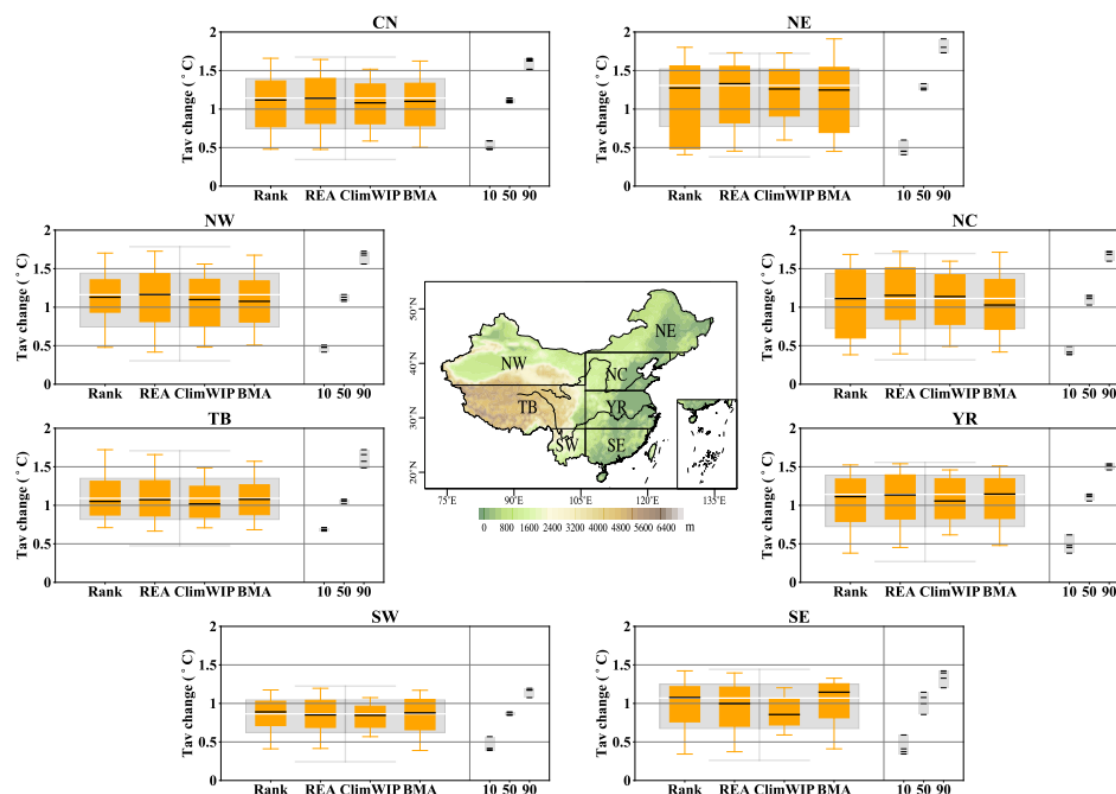 CN
Tav change (°C)
2
1.5
1
0.5
0
Rank REA ClimWIP BMA 10 50 90
NE
Tav change (°C)
2
1.5
1
0.5
0
Rank REA ClimWIP BMA 10 50 90
NW
Tav change (°C)
2
1.5
1
0.5
0
Rank REA ClimWIP BMA 10 50 90
50°N
40°N
30°N
20°N
NE
NW
NC
TB
YR
SW
SE
75°E 90°E 105°E 120°E 135°E
0 800 1600 2400 3200 4000 4800 5600 6400 m
NC
Tav change (°C)
2
1.5
1
0.5
0
Rank REA ClimWIP BMA 10 50 90
TB
Tav change (°C)
2
1.5
1
0.5
0
Rank REA ClimWIP BMA 10 50 90
YR
Tav change (°C)
2
1.5
1
0.5
0
Rank REA ClimWIP BMA 10 50 90
SW
Tav change (°C)
2
1.5
1
0.5
0
Rank REA ClimWIP BMA 10 50 90
SE
Tav change (°C)
2
1.5
1
0.5
0
Rank REA ClimWIP BMA 10 50 90